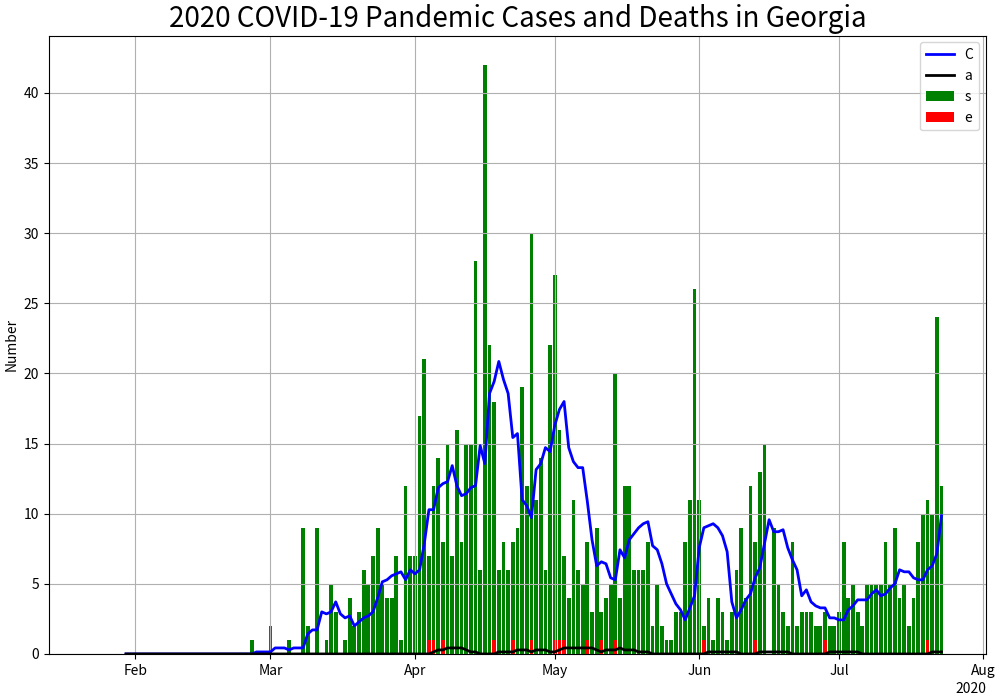 2020 COVID-19 Pandemic Cases and Deaths in Georgia
C
a
s
e
Number
40
35
30
25
20
15
10
5
0
Feb
Mar
Apr
May
Jun
Jul
Aug
2020